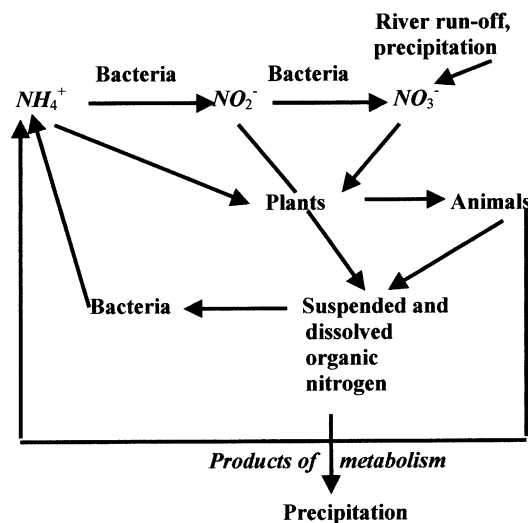 River run-off,
precipitation
Bacteria Bacteria
NH₄⁺ NO₂⁻ NO₃⁻
Plants Animals
Bacteria Suspended and
dissolved
organic
nitrogen
Products of metabolism
Precipitation